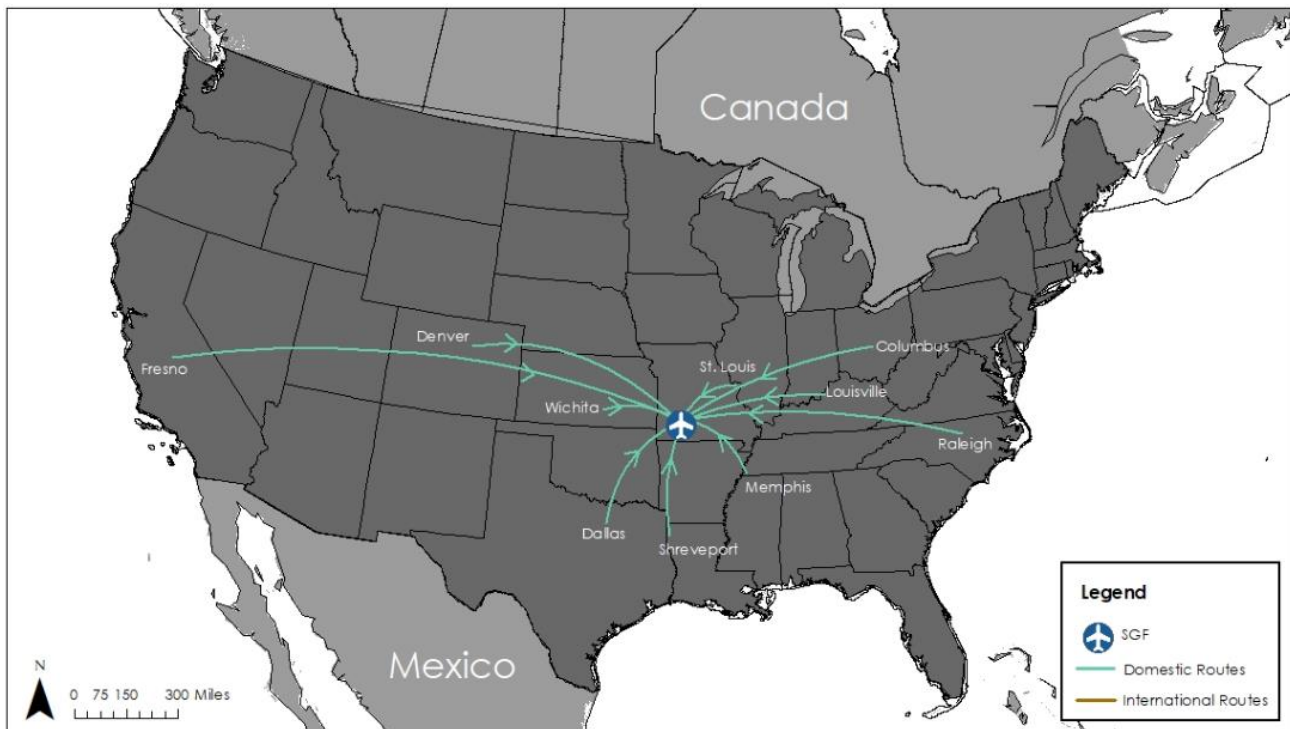 Canada
Denver
Fresno
Columbus
St. Louis
Louisville
Wichita
Raleigh
Memphis
Dallas
Shreveport
Mexico
N
0 75 150 300 Miles
Legend
SGF
Domestic Routes
International Routes